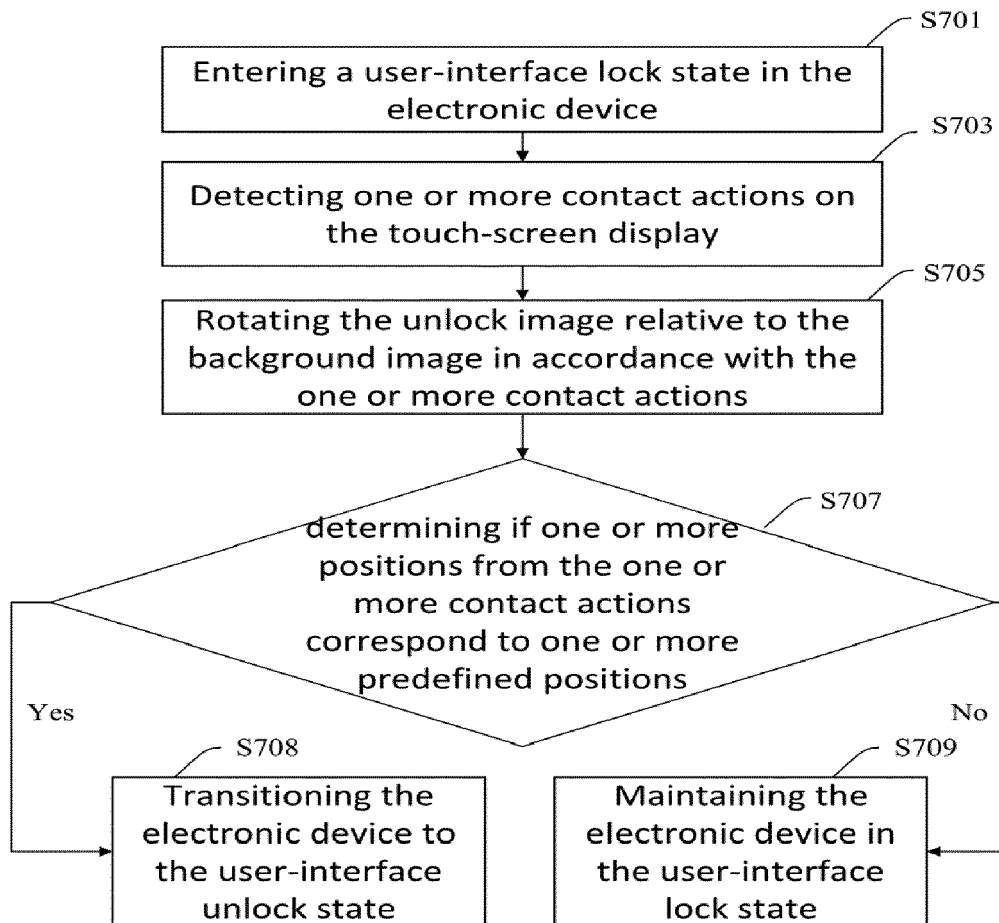 S701
Entering a user-interface lock state in the
electronic device
S703
Detecting one or more contact actions on
the touch-screen display
S705
Rotating the unlock image relative to the
background image in accordance with the
one or more contact actions
S707
determining if one or more
positions from the one or
more contact actions
correspond to one or more
predefined positions
Yes
No
S708
Transitioning the
electronic device to
the user-interface
unlock state
S709
Maintaining the
electronic device in
the user-interface
lock state